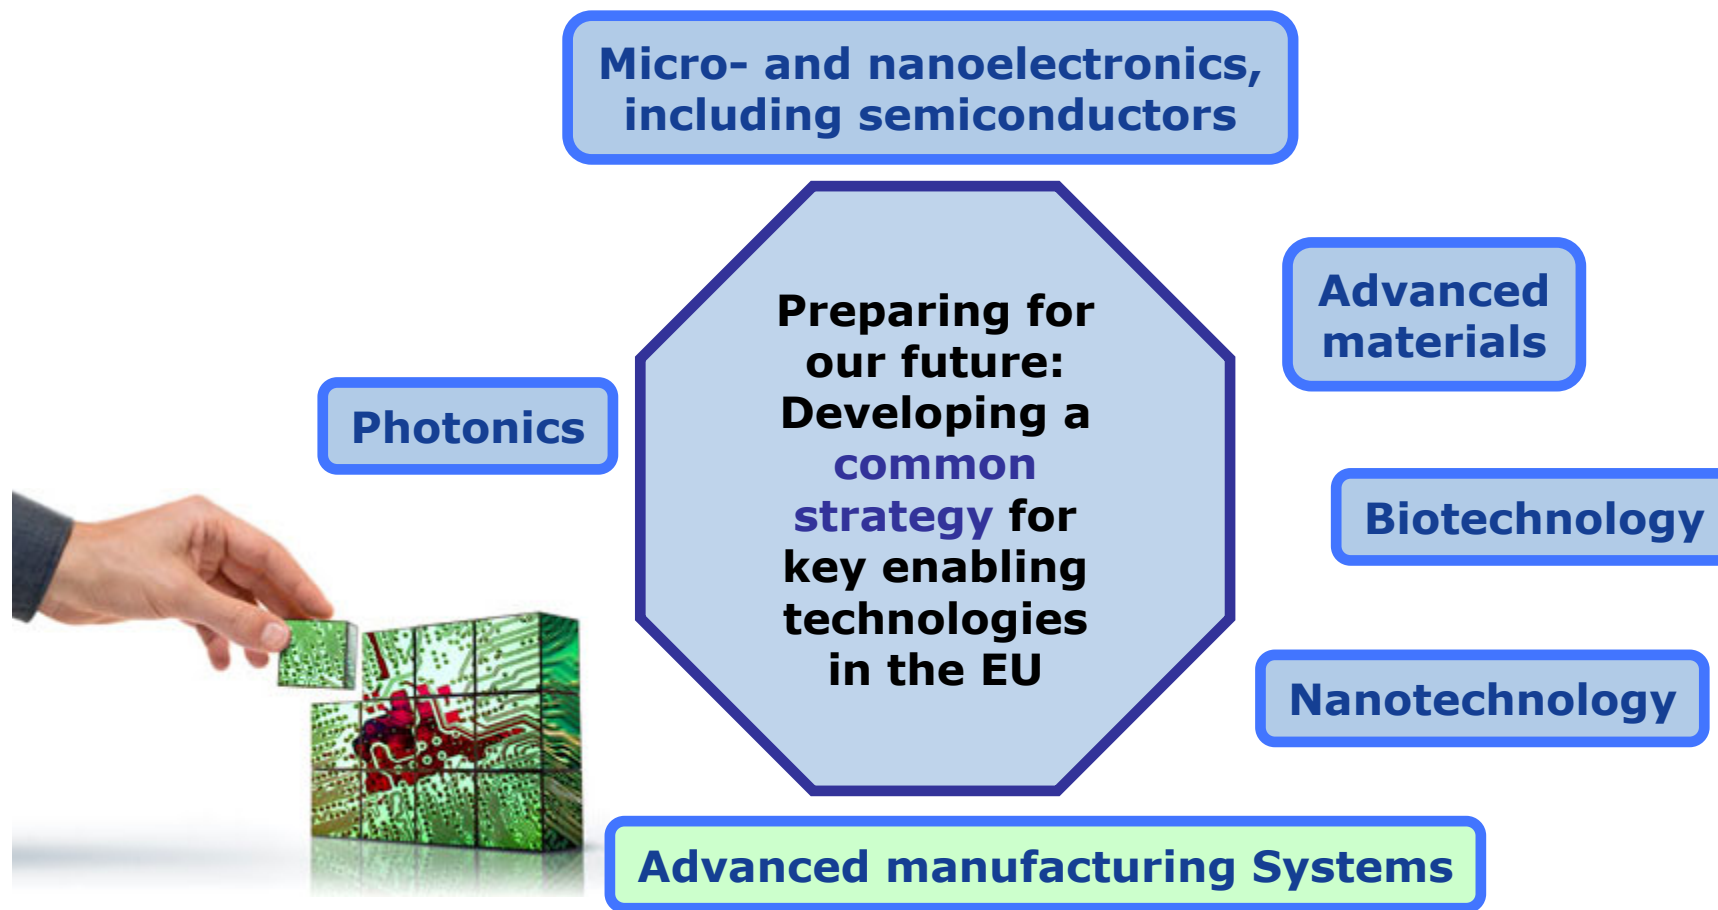 Micro- and nanoelectronics,
including semiconductors
Advanced
materials
Preparing for
our future:
Developing a
common
strategy for
key enabling
technologies
in the EU
Photonics
Biotechnology
Nanotechnology
Advanced manufacturing Systems